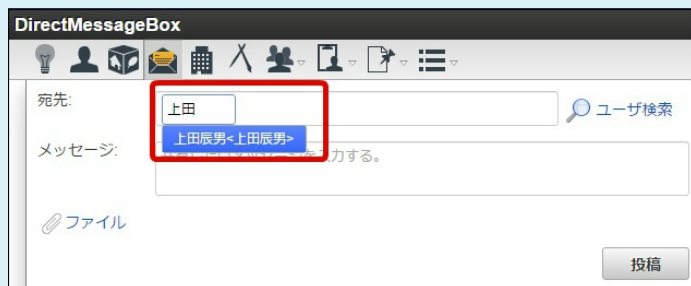 DirectMessageBox
宛先:
上田
ユーザ検索
上田辰男<上田辰男>
メッセージ:
力する。
ファイル
投稿